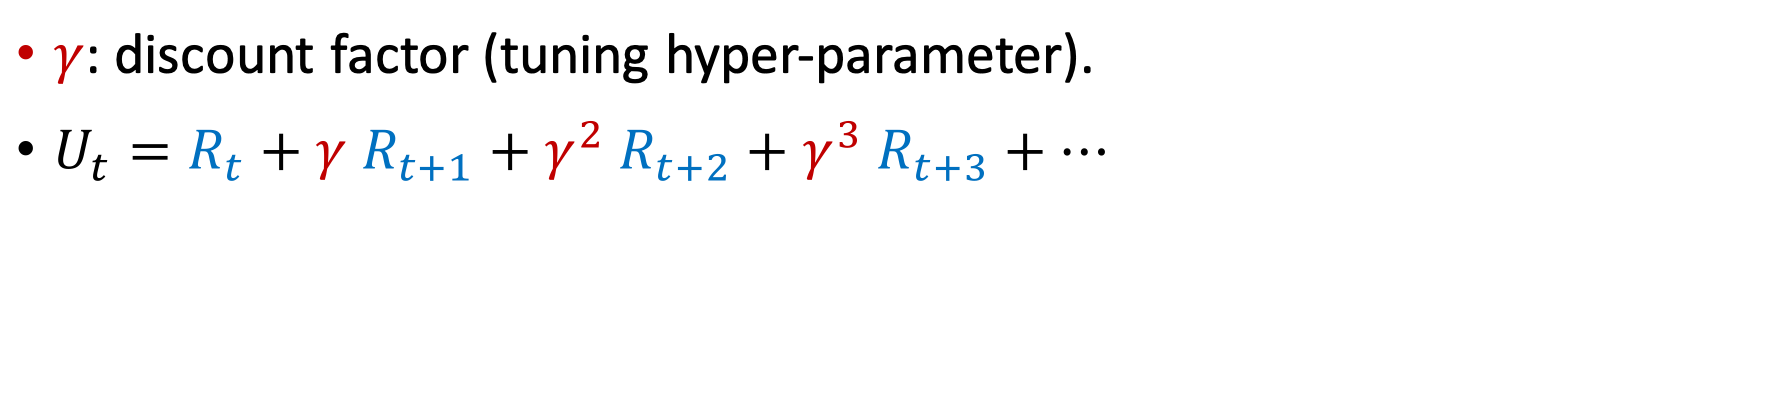 • γ: discount factor (tuning hyper-parameter).
• U_t = R_t + γ R_{t+1} + γ^2 R_{t+2} + γ^3 R_{t+3} + ⋯